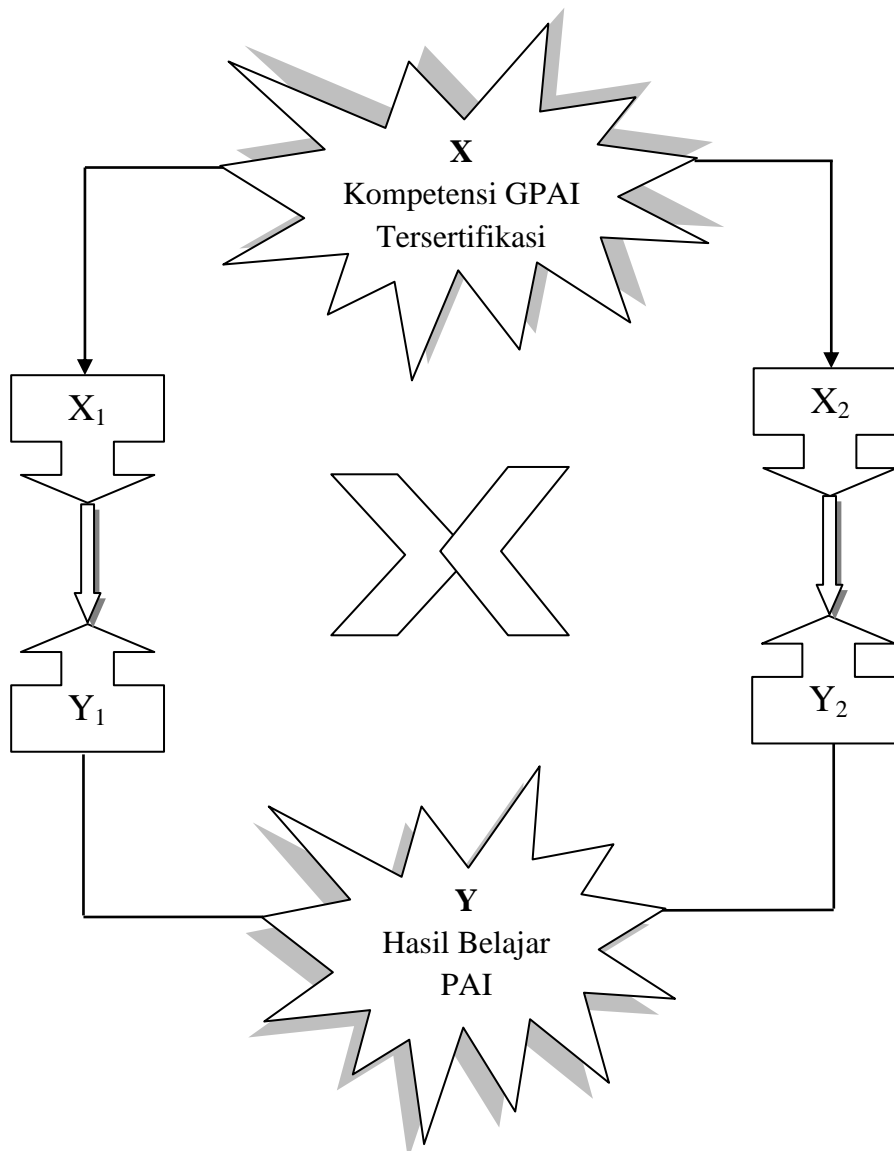 X
Kompetensi GPAI
Tersertifikasi
X₁
X₂
Y₁
Y₂
Y
Hasil Belajar
PAI